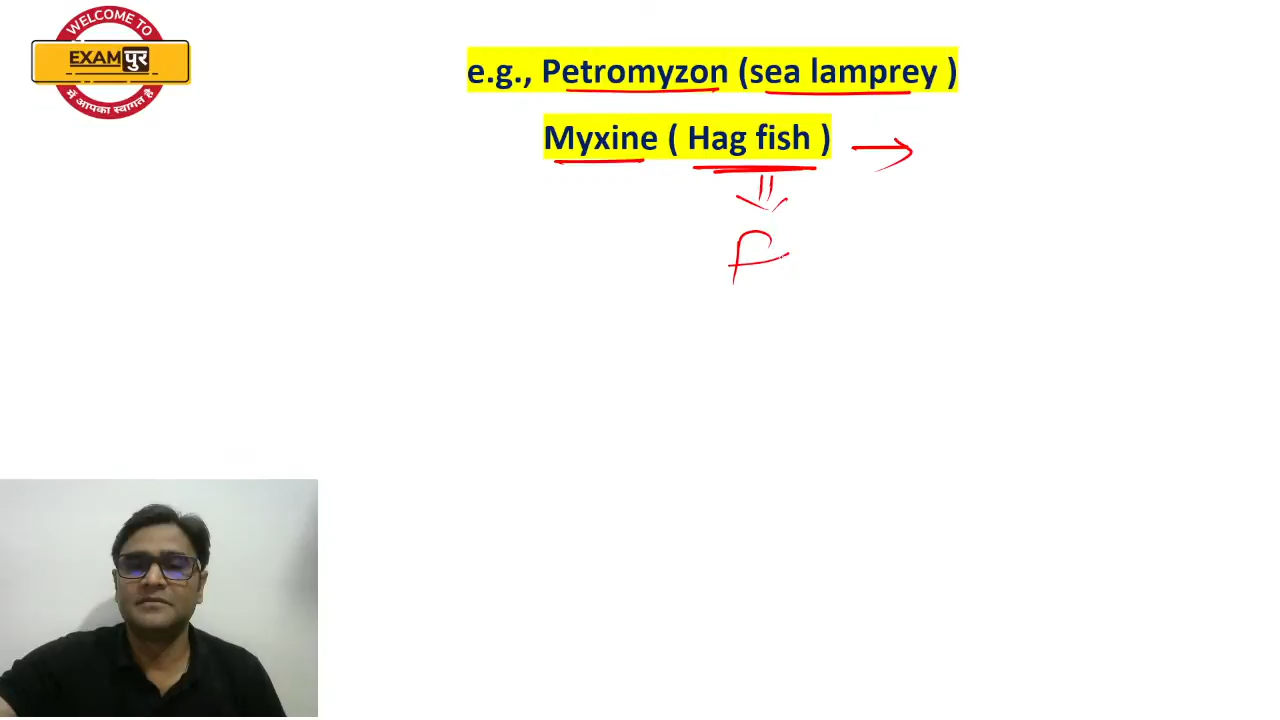 WELCOME TO
EXAMपुर
में आपका स्वागत है
e.g., Petromyzon (sea lamprey )
Myxine ( Hag fish )